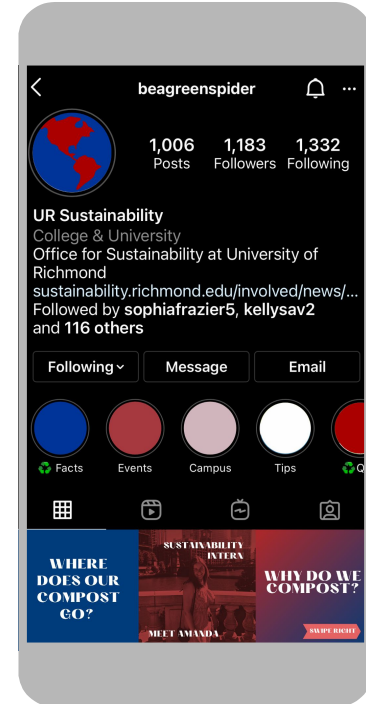 beagreenspider
1,006 1,183 1,332
Posts Followers Following
UR Sustainability
College & University
Office for Sustainability at University of
Richmond
sustainability.richmond.edu/involved/news/...
Followed by sophiafrazier5, kellysav2
and 116 others
Following Message Email
Facts Events Campus Tips Q
WHERE
DOES OUR
COMPOST
GO?
SUSTAINABILITY
INTERN
MEET AMANDA
WHY DO WE
COMPOST?
SWIPE RIGHT